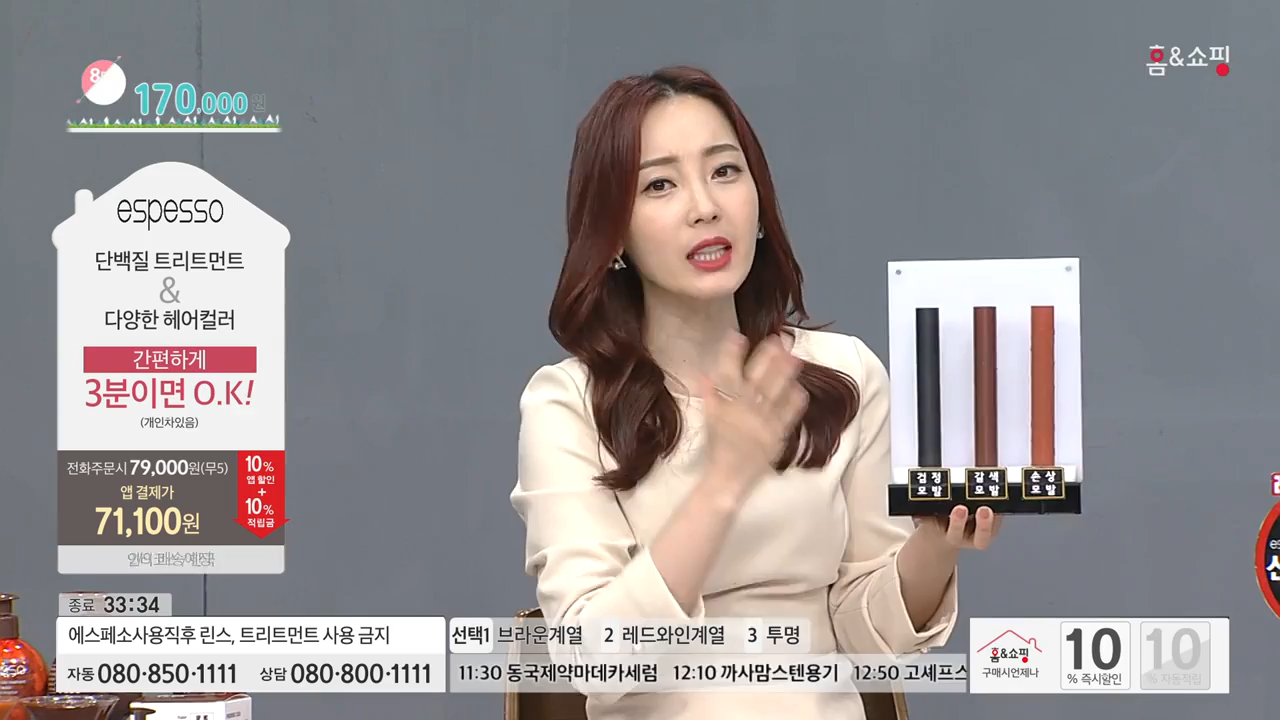 홈&쇼핑
170,000원
espesso
단백질 트리트먼트
&
다양한 헤어컬러
간편하게
3분이면 O.K!
(개인차있음)
전화주문시 79,000원(무5)
앱 결제가
71,100원
10%
앱 할인
+
10%
적립금
검정
모발
갈색
모발
손상
모발
종료 33:34
에스페소사용직후 린스, 트리트먼트 사용 금지
자동 080·850·1111 상담 080·800·1111
선택1 브라운계열 2 레드와인계열 3 투명
11:30 동국제약마데카세럼 12:10 까사맘스텐용기 12:50 고셰프스
홈&쇼핑
구매시언제나
10
% 즉시할인
10
% 자동적립